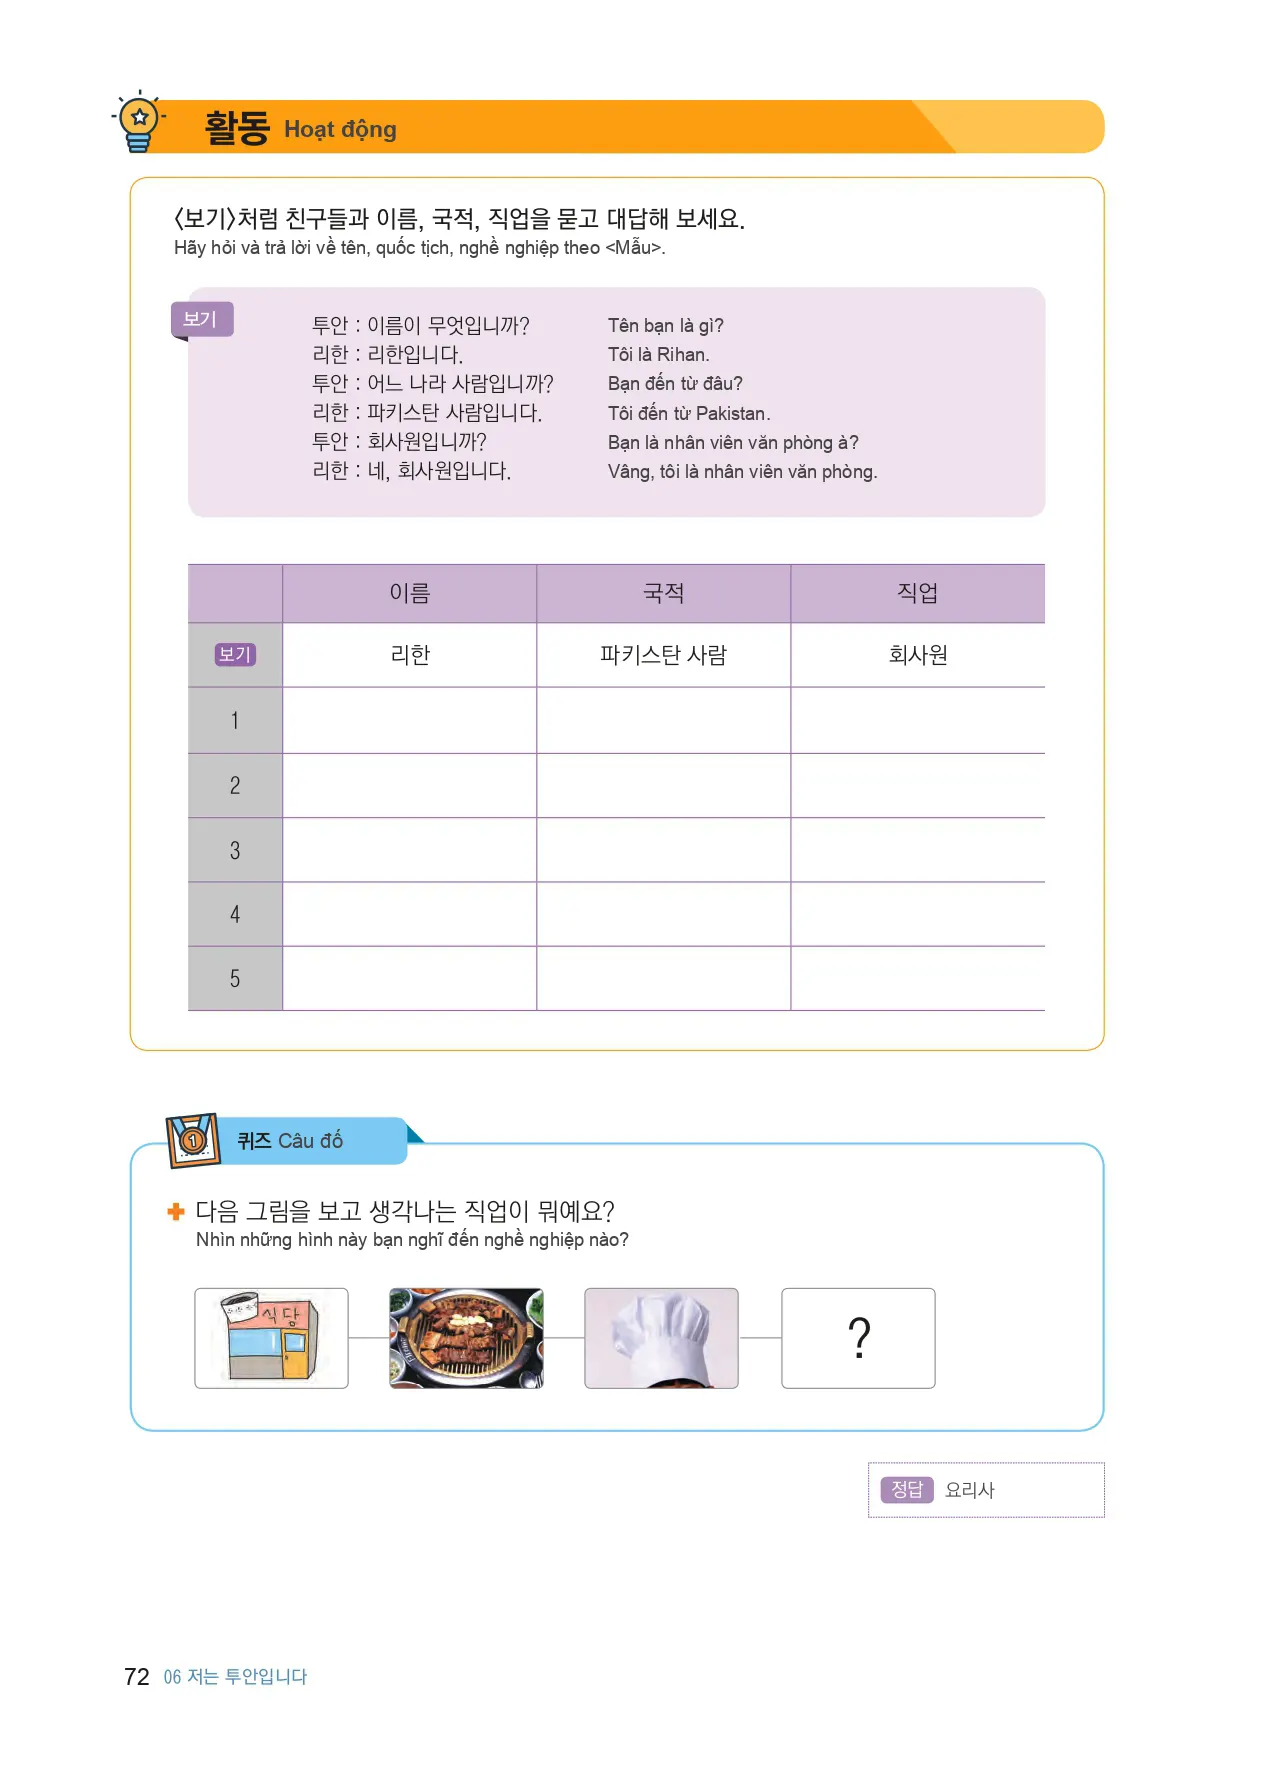 활동 Hoạt động
<보기>처럼 친구들과 이름, 국적, 직업을 묻고 대답해 보세요.
Hãy hỏi và trả lời về tên, quốc tịch, nghề nghiệp theo <Mẫu>.
보기
투안 : 이름이 무엇입니까? Tên bạn là gì?
리한 : 리한입니다. Tôi là Rihan.
투안 : 어느 나라 사람입니까? Bạn đến từ đâu?
리한 : 파키스탄 사람입니다. Tôi đến từ Pakistan.
투안 : 회사원입니까? Bạn là nhân viên văn phòng à?
리한 : 네, 회사원입니다. Vâng, tôi là nhân viên văn phòng.
이름 국적 직업
보기 리한 파키스탄 사람 회사원
1
2
3
4
5
1
퀴즈 Câu đố
다음 그림을 보고 생각나는 직업이 뭐예요?
Nhìn những hình này bạn nghĩ đến nghề nghiệp nào?
식당
?
정답 요리사
72 06 저는 투안입니다